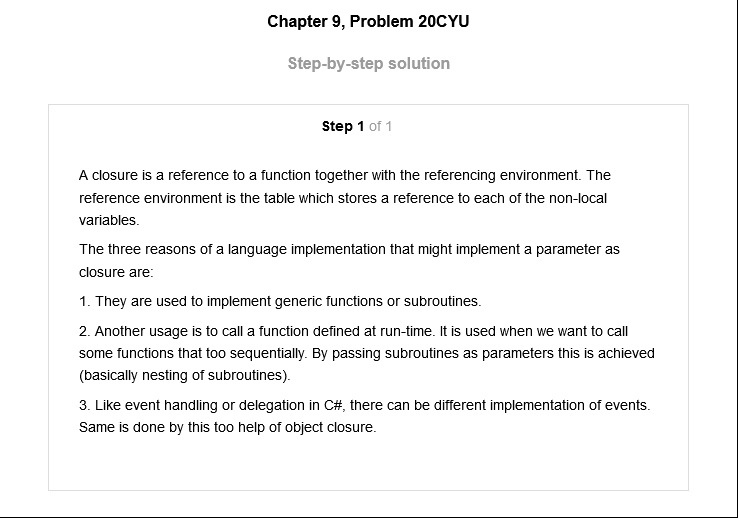 Chapter 9, Problem 20CYU
Step-by-step solution
Step 1 of 1
A closure is a reference to a function together with the referencing environment. The
reference environment is the table which stores a reference to each of the non-local
variables.
The three reasons of a language implementation that might implement a parameter as
closure are:
1. They are used to implement generic functions or subroutines.
2. Another usage is to call a function defined at run-time. It is used when we want to call
some functions that too sequentially. By passing subroutines as parameters this is achieved
(basically nesting of subroutines).
3. Like event handling or delegation in C#, there can be different implementation of events.
Same is done by this too help of object closure.